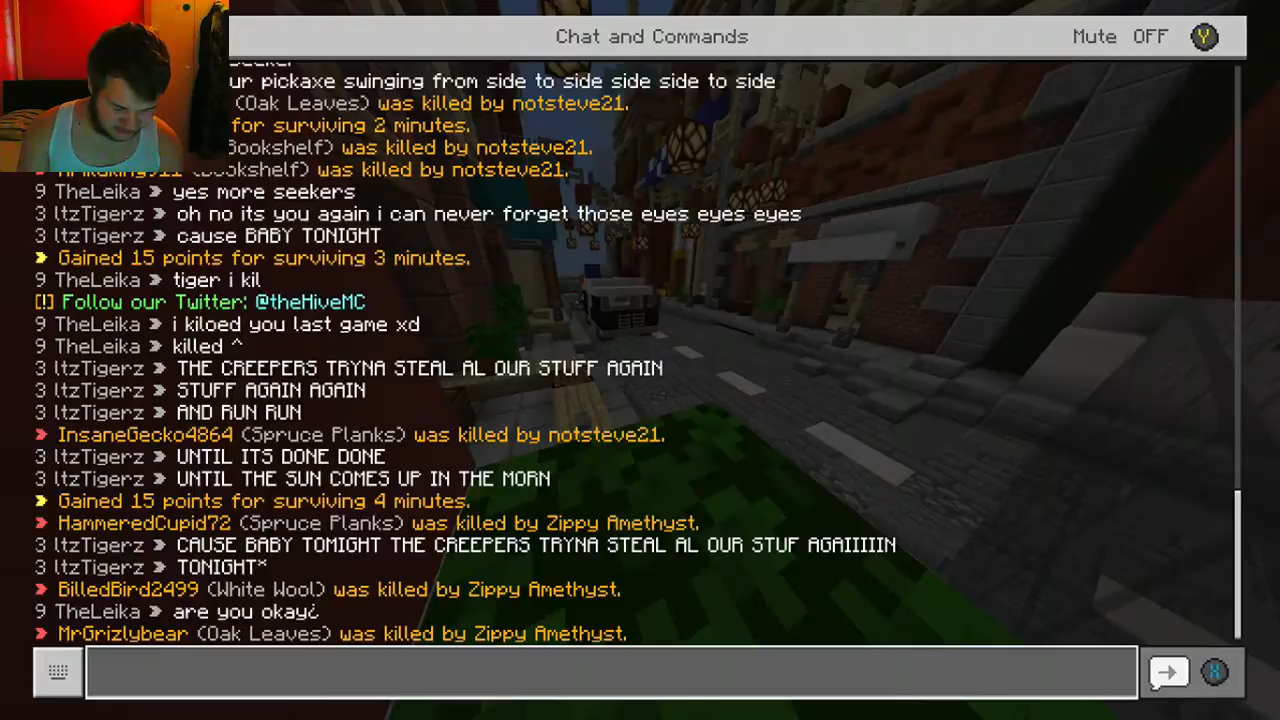 Chat and Commands
Mute OFF Y
ur pickaxe swinging from side to side side side to side
(Oak Leaves) was killed by notsteve21.
for surviving 2 minutes.
Bookshelf) was killed by notsteve21.
(Bookshelf) was killed by notsteve21.
9 TheLeika » yes more seekers
3 ltzTigerz » oh no its you again i can never forget those eyes eyes eyes
3 ltzTigerz » cause BABY TONIGHT
» Gained 15 points for surviving 3 minutes.
9 TheLeika » tiger i kil
[!] Follow our Twitter: @theHiveMC
9 TheLeika » i kiloed you last game xd
9 TheLeika » killed ^
3 ltzTigerz » THE CREEPERS TRYNA STEAL AL OUR STUFF AGAIN
3 ltzTigerz » STUFF AGAIN AGAIN
3 ltzTigerz » AND RUN RUN
» InsaneGecko4864 (Spruce Planks) was killed by notsteve21.
3 ltzTigerz » UNTIL ITS DONE DONE
3 ltzTigerz » UNTIL THE SUN COMES UP IN THE MORN
» Gained 15 points for surviving 4 minutes.
» HammeredCupid72 (Spruce Planks) was killed by Zippy Amethyst.
3 ltzTigerz » CAUSE BABY TOMIGHT THE CREEPERS TRYNA STEAL AL OUR STUF AGAIIIIIN
3 ltzTigerz » TONIGHT*
» BilledBird2499 (White Wool) was killed by Zippy Amethyst.
9 TheLeika » are you okay¿
» MrGrizlybear (Oak Leaves) was killed by Zippy Amethyst.
X